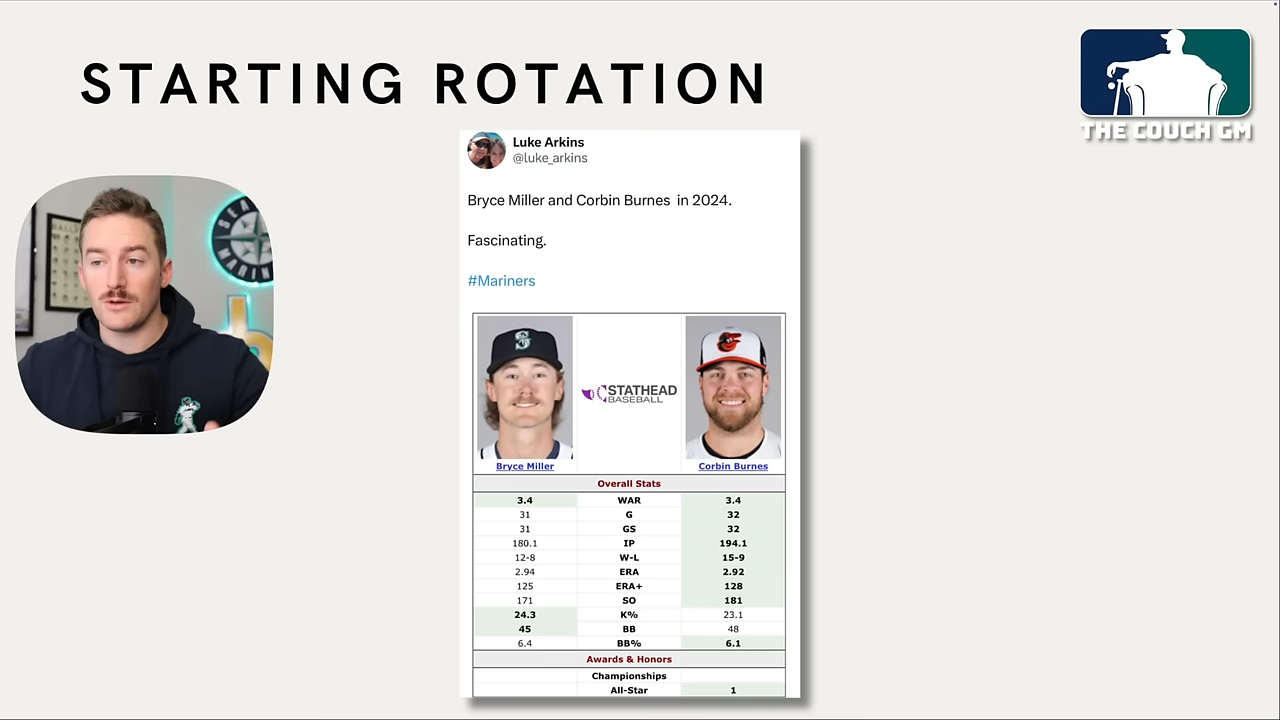 STARTING ROTATION
THE COUCH GM
Luke Arkins
@luke_arkins
Bryce Miller and Corbin Burnes in 2024.
Fascinating.
#Mariners
S
STATHEAD
BASEBALL
Bryce Miller
Corbin Burnes
Overall Stats
3.4 WAR 3.4
31 G 32
31 GS 32
180.1 IP 194.1
12-8 W-L 15-9
2.94 ERA 2.92
125 ERA+ 128
171 SO 181
24.3 K% 23.1
45 BB 48
6.4 BB% 6.1
Awards & Honors
Championships
All-Star 1